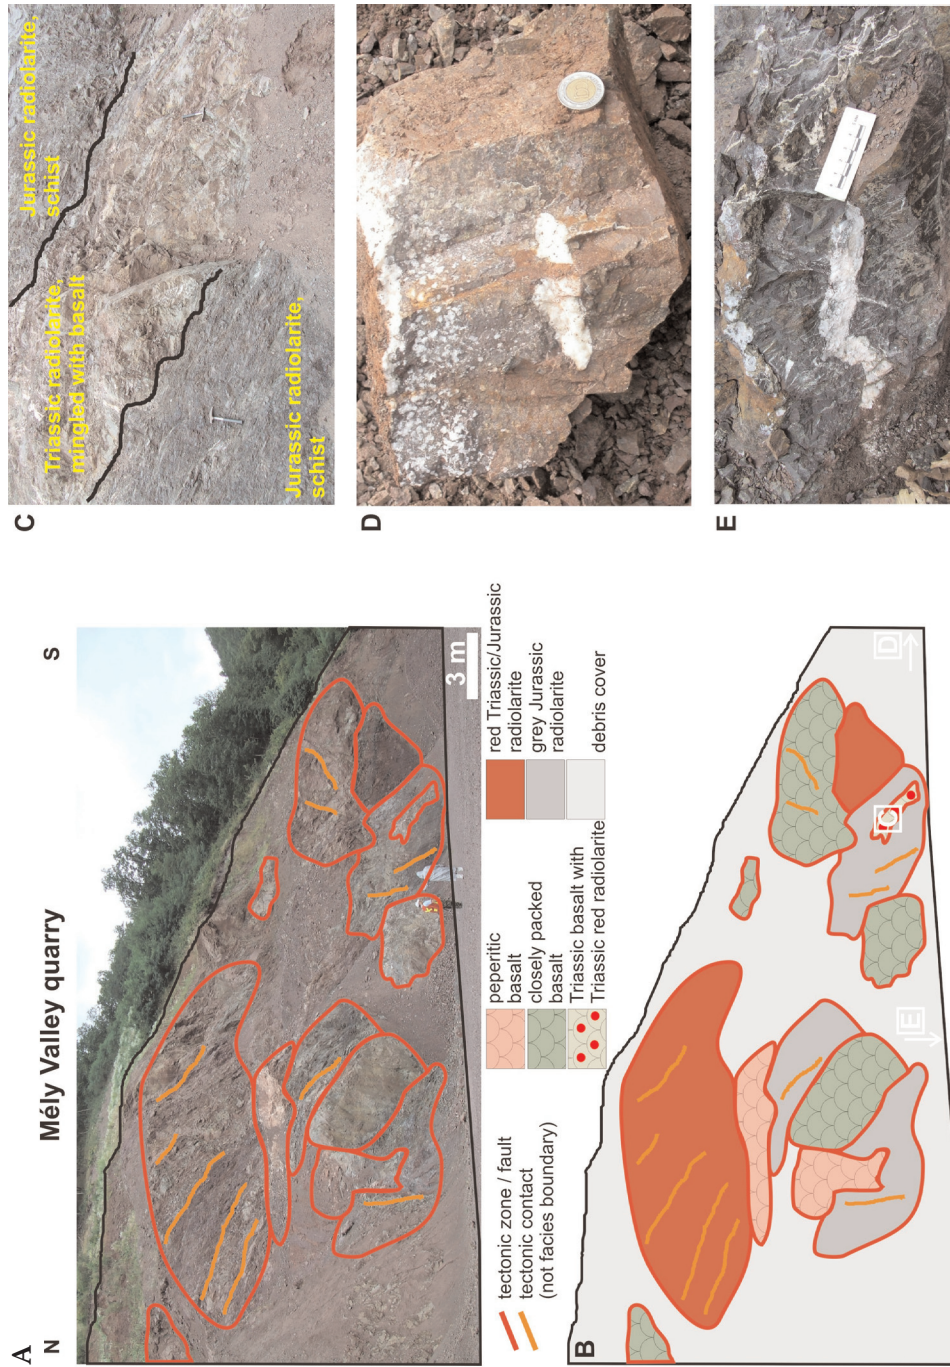 A
Mély Valley quarry
N
S
3 m
tectonic zone / fault
tectonic contact
(not facies boundary)
peperitic
basalt
closely packed
basalt
Triassic basalt with
Triassic red radiolarite
red Triassic/Jurassic
radiolarite
grey Jurassic
radiolarite
debris cover
B
E
C
D
C
Triassic radiolarite,
mingled with basalt
Jurassic radiolarite,
schist
Jurassic radiolarite,
schist
D
E